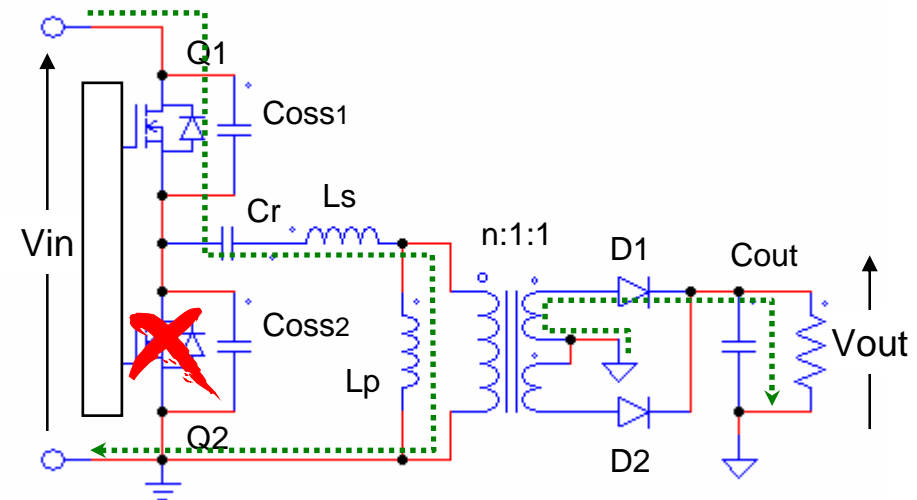 Q1
Coss1
Cr
Ls
Vin
n:1:1
D1
Cout
Coss2
Lp
Vout
Q2
D2